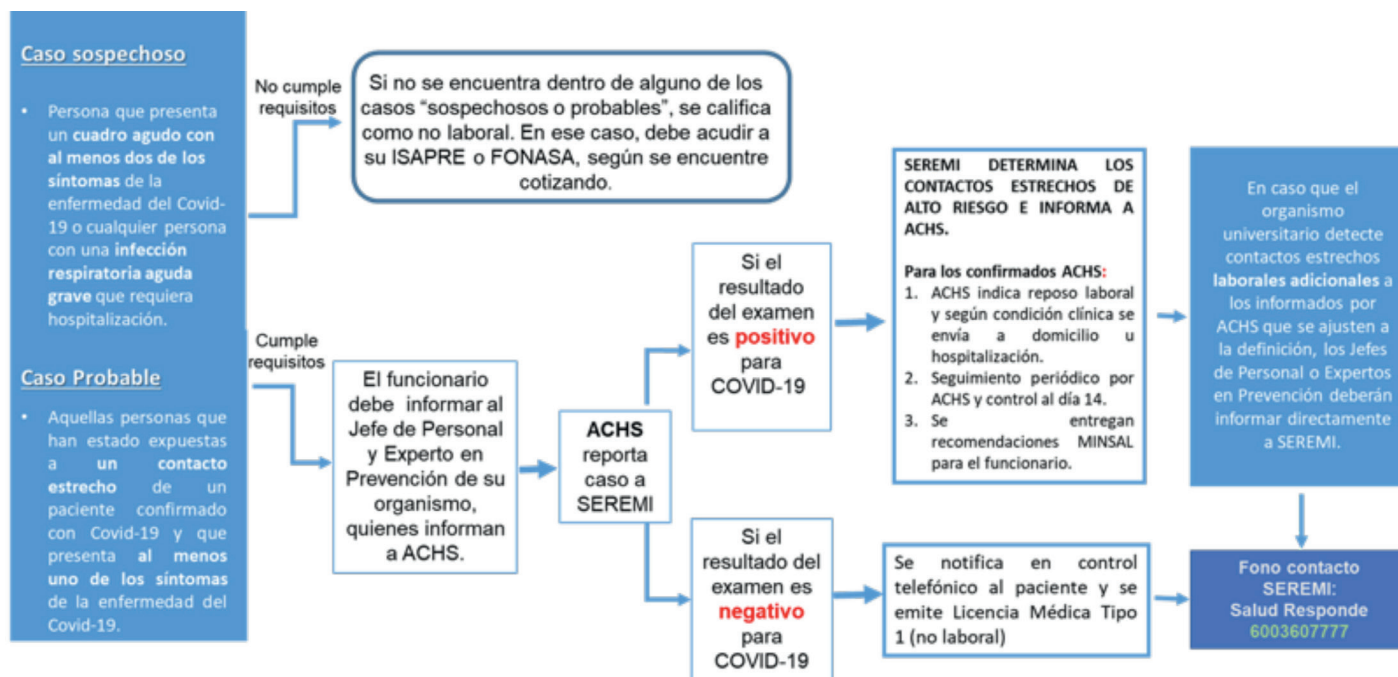 Caso sospechoso
• Persona que presenta
un cuadro agudo con
al menos dos de los
síntomas de la
enfermedad del Covid-
19 o cualquier persona
con una infección
respiratoria aguda
grave que requiera
hospitalización.
Caso Probable
• Aquellas personas que
han estado expuestas
a un contacto
estrecho de un
paciente confirmado
con Covid-19 y que
presenta al menos
uno de los síntomas
de la enfermedad del
Covid-19.
No cumple
requisitos
Si no se encuentra dentro de alguno de los
casos “sospechosos o probables”, se califica
como no laboral. En ese caso, debe acudir a
su ISAPRE o FONASA, según se encuentre
cotizando.
Cumple
requisitos
El funcionario
debe informar al
Jefe de Personal
y Experto en
Prevención de su
organismo,
quienes informan
a ACHS.
ACHS
reporta
caso a
SEREMI
Si el
resultado
del examen
es positivo
para
COVID-19
SEREMI DETERMINA LOS
CONTACTOS ESTRECHOS DE
ALTO RIESGO E INFORMA A
ACHS.
Para los confirmados ACHS:
1. ACHS indica reposo laboral
y según condición clínica se
envía a domicilio u
hospitalización.
2. Seguimiento periódico por
ACHS y control al día 14.
3. Se entregan
recomendaciones MINSAL
para el funcionario.
En caso que el
organismo
universitario detecte
contactos estrechos
laborales adicionales a
los informados por
ACHS que se ajusten a
la definición, los Jefes
de Personal o Expertos
en Prevención deberán
informar directamente
a SEREMI.
Si el
resultado del
examen es
negativo
para
COVID-19
Se notifica en control
telefónico al paciente y se
emite Licencia Médica Tipo
1 (no laboral)
Fono contacto
SEREMI:
Salud Responde
6003607777